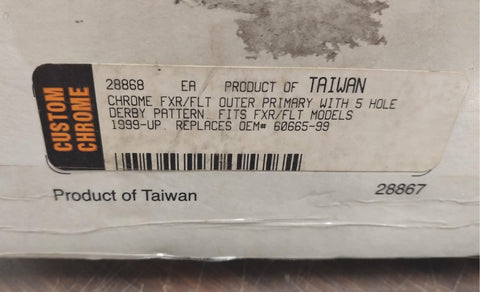 CUSTOM
CHROME
28868 EA PRODUCT OF TAIWAN
CHROME FXR/FLT OUTER PRIMARY WITH 5 HOLE
DERBY PATTERN. FITS FXR/FLT MODELS
1999-UP. REPLACES OEM# 60665-99
Product of Taiwan
28867